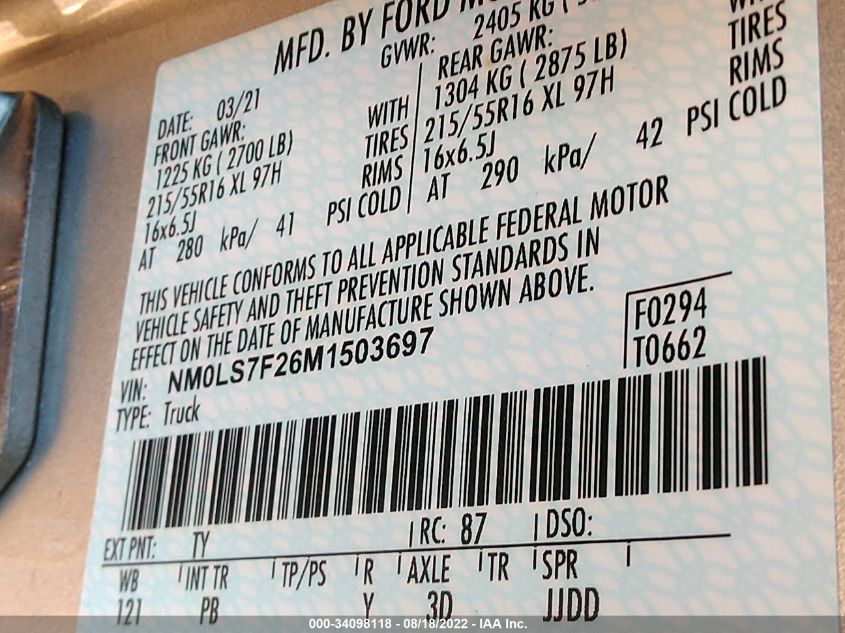 MFD. BY FORD
GVWR: 2405 KG
DATE: 03/21
FRONT GAWR:
1225 KG ( 2700 LB) WITH
215/55R16 XL 97H TIRES
16x6.5J RIMS
AT 280 kPa/ 41 PSI COLD
REAR GAWR:
1304 KG ( 2875 LB)
215/55R16 XL 97H TIRES
16x6.5J RIMS
AT 290 kPa/ 42 PSI COLD
THIS VEHICLE CONFORMS TO ALL APPLICABLE FEDERAL MOTOR
VEHICLE SAFETY AND THEFT PREVENTION STANDARDS IN
EFFECT ON THE DATE OF MANUFACTURE SHOWN ABOVE.
F0294
T0662
VIN: NM0LS7F26M1503697
TYPE: Truck
EXT PNT: TY RC: 87 DSO:
WB INT TR TP/PS R AXLE TR SPR
121 PB Y 3D JJDD
000-34098118 - 08/18/2022 - IAA Inc.